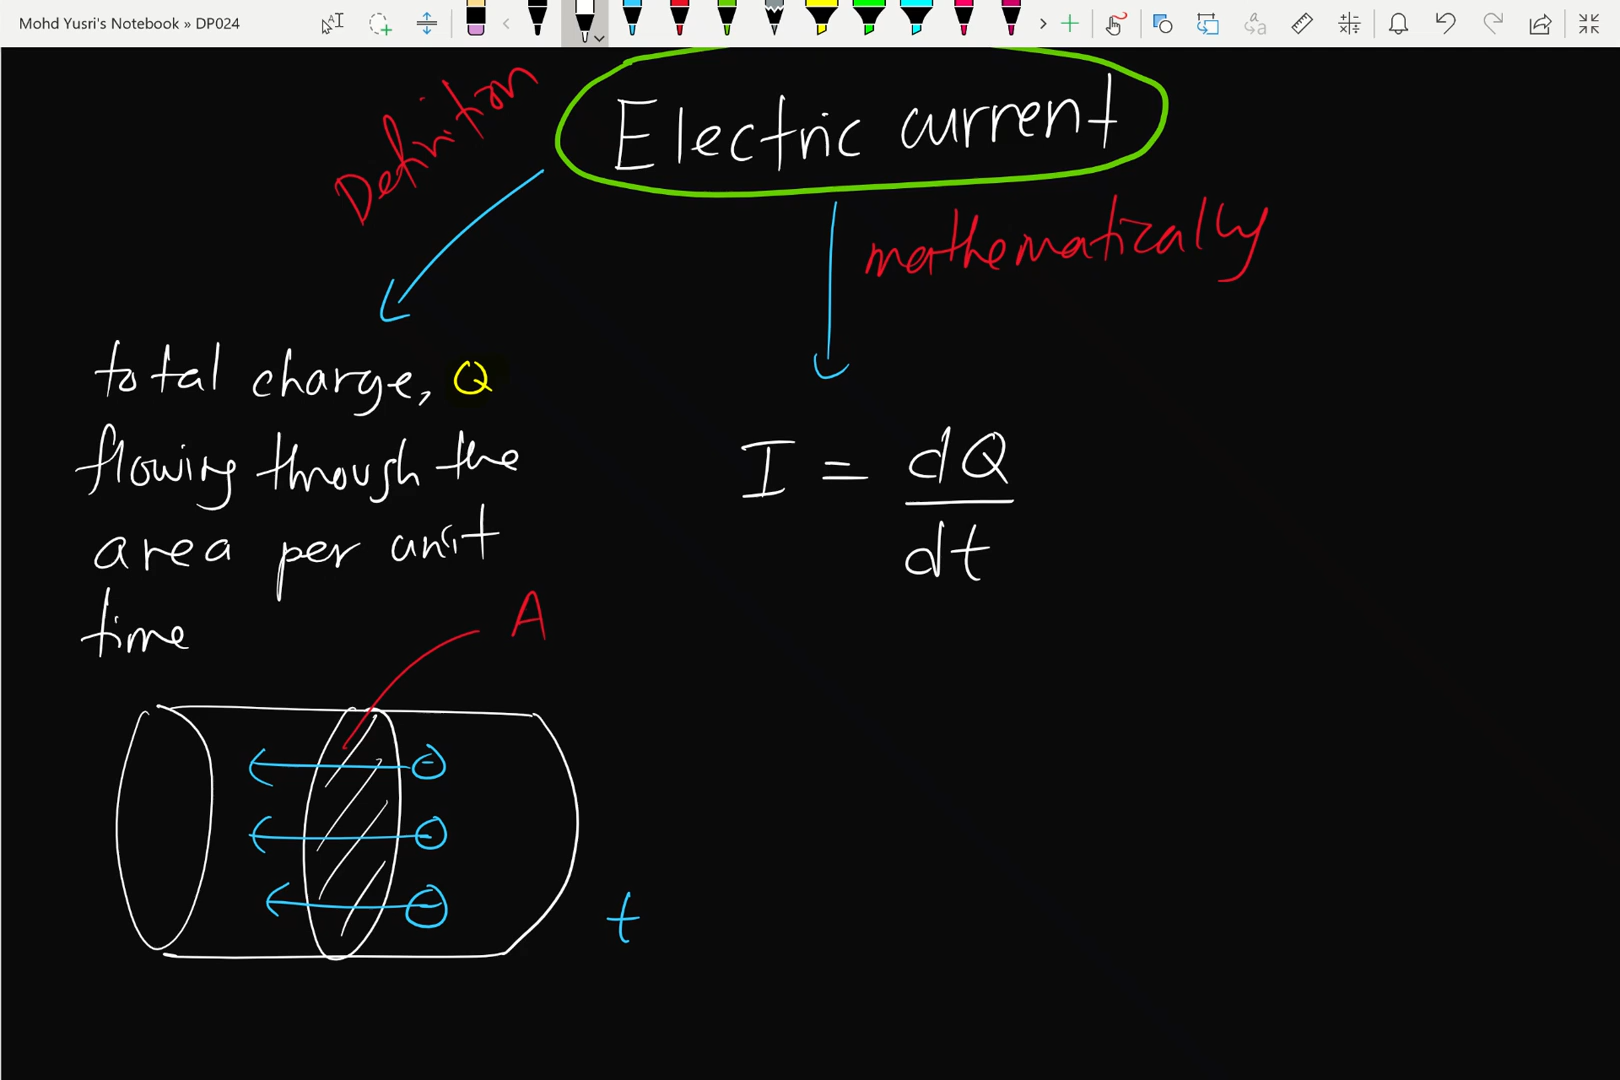 Mohd Yusri's Notebook » DP024
Electric current
Definition
mathematically
total charge, Q
flowing through the
area per unit
time
I = dQ/dt
A
t